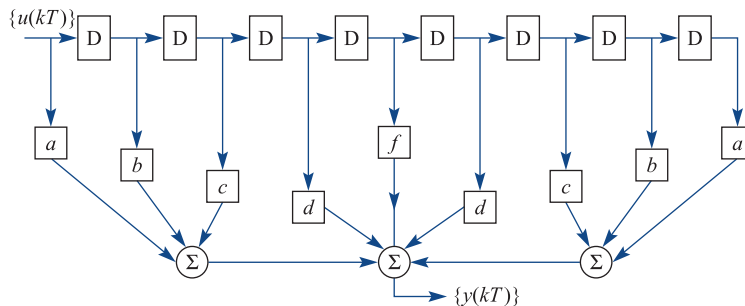 {u(kT)}
D D D D D D D D
a f a
b b
c c
d d
Σ Σ Σ
{y(kT)}